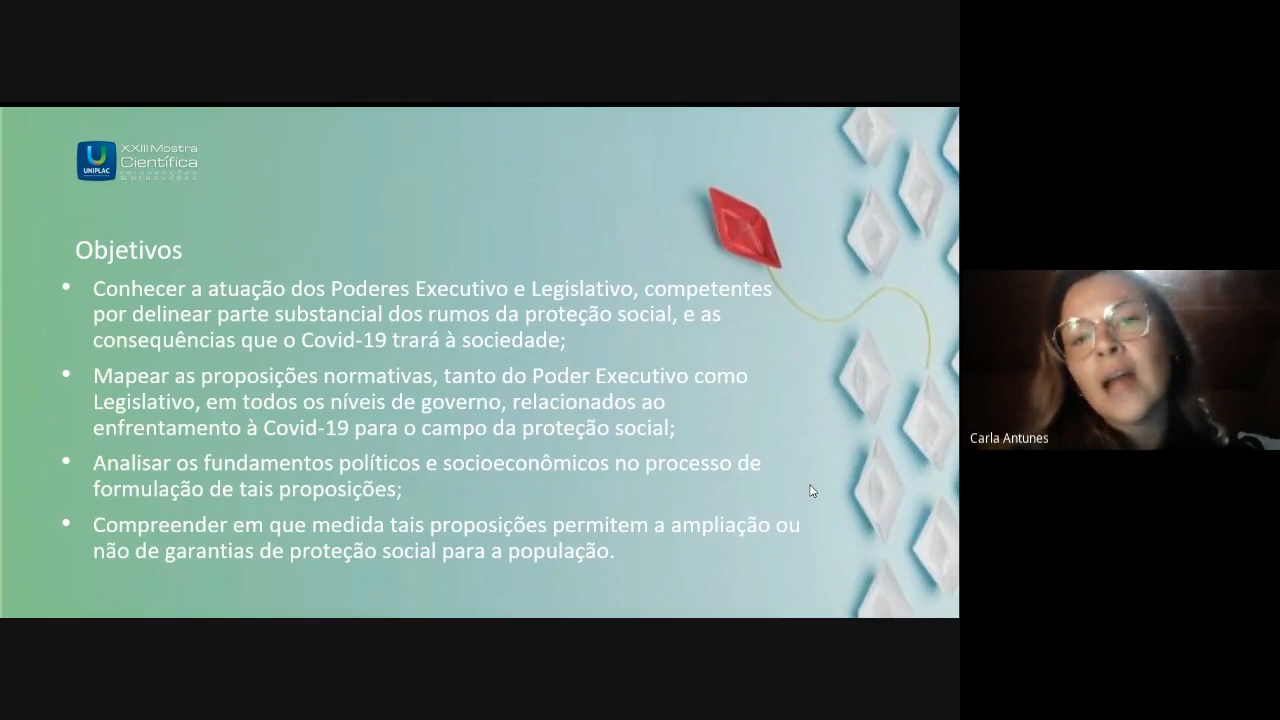 XXIII Mostra
Científica
UNIPLAC
& produções
Objetivos
• Conhecer a atuação dos Poderes Executivo e Legislativo, competentes
por delinear parte substancial dos rumos da proteção social, e as
consequências que o Covid-19 trará à sociedade;
• Mapear as proposições normativas, tanto do Poder Executivo como
Legislativo, em todos os níveis de governo, relacionados ao
enfrentamento à Covid-19 para o campo da proteção social;
• Analisar os fundamentos políticos e socioeconômicos no processo de
formulação de tais proposições;
• Compreender em que medida tais proposições permitem a ampliação ou
não de garantias de proteção social para a população.
Carla Antunes